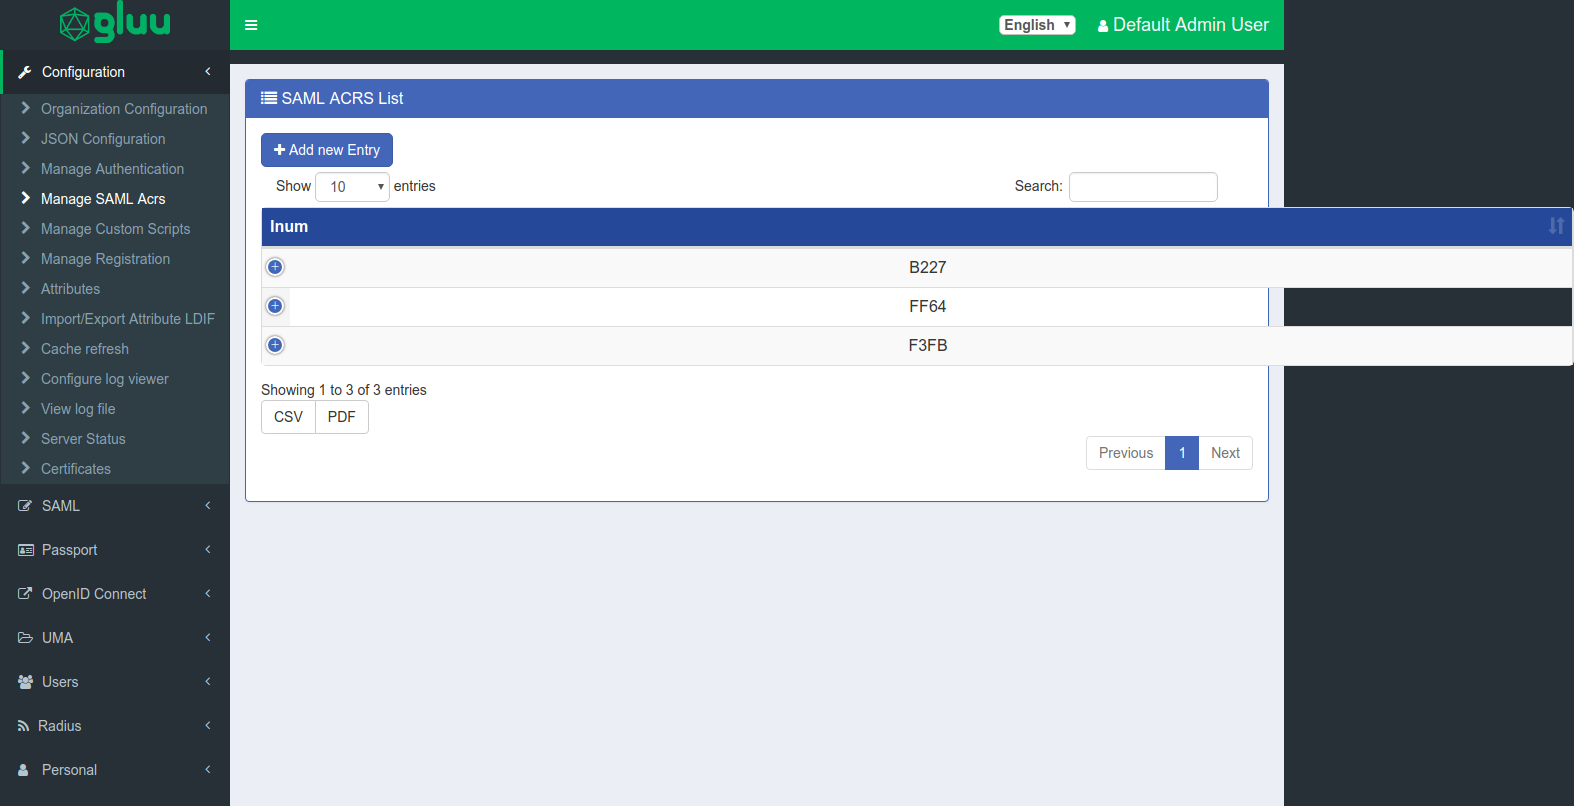 gluu
English
Default Admin User
Configuration
Organization Configuration
JSON Configuration
Manage Authentication
Manage SAML Acrs
Manage Custom Scripts
Manage Registration
Attributes
Import/Export Attribute LDIF
Cache refresh
Configure log viewer
View log file
Server Status
Certificates
SAML
Passport
OpenID Connect
UMA
Users
Radius
Personal
SAML ACRS List
Add new Entry
Show 10 entries
Search:
Inum
B227
FF64
F3FB
Showing 1 to 3 of 3 entries
CSV PDF
Previous 1 Next